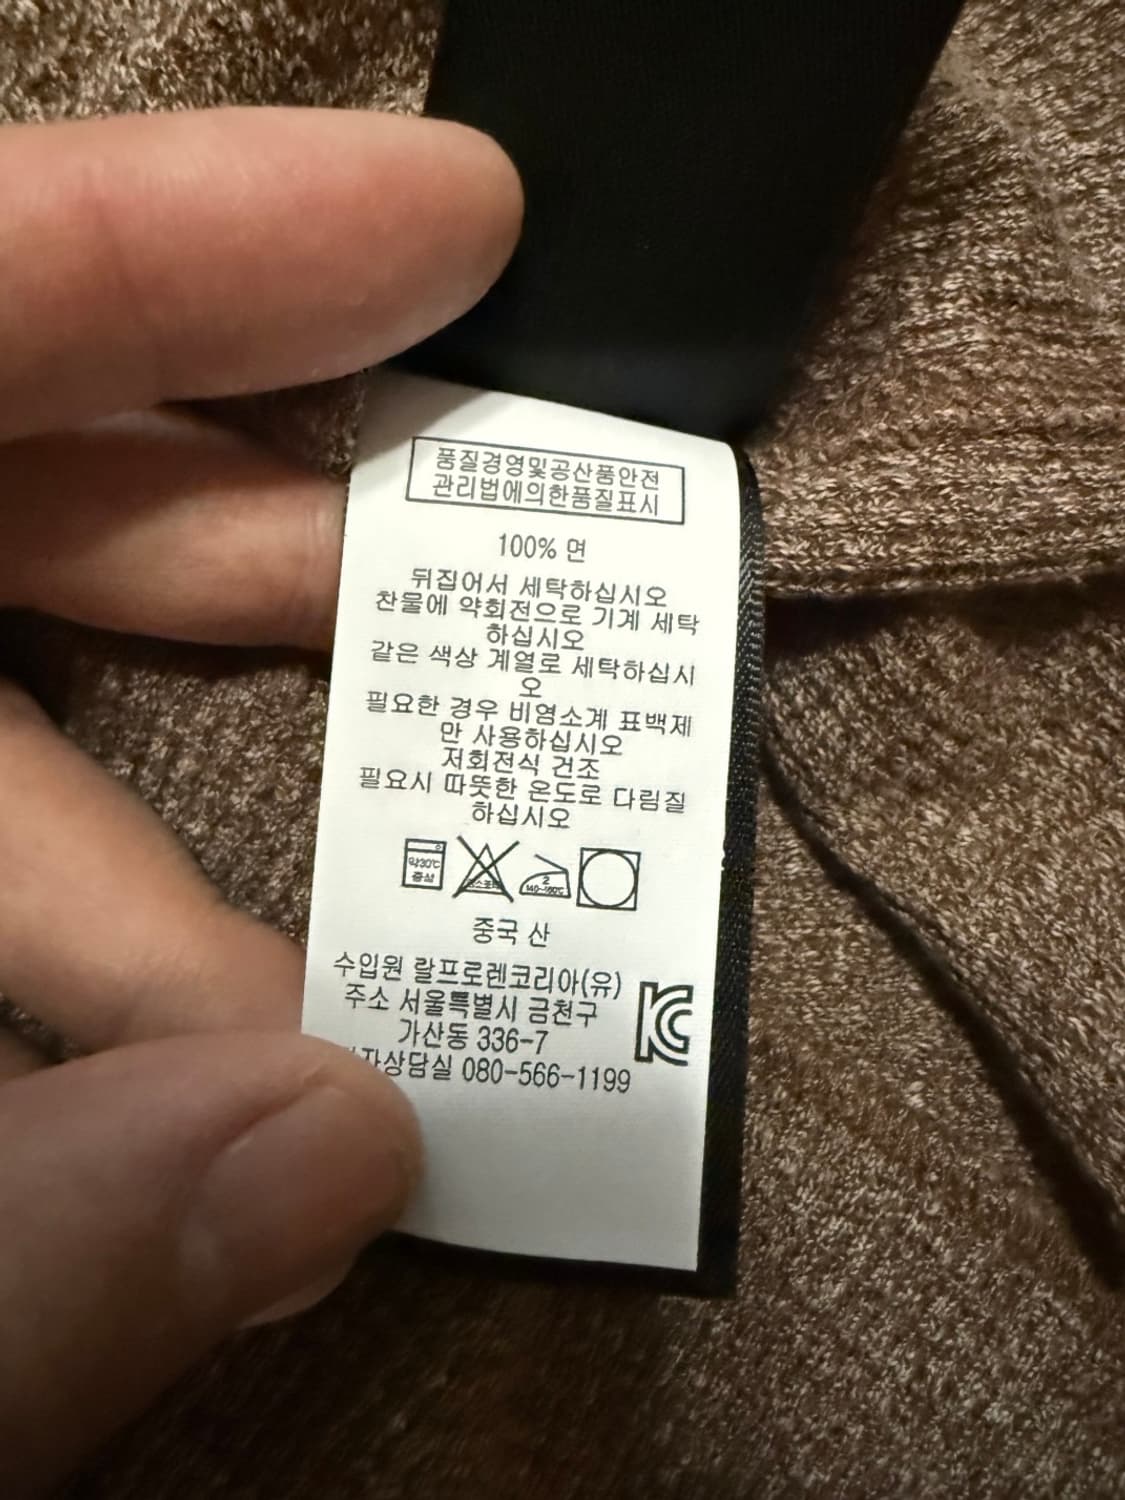 품질경영및공산품안전
관리법에의한품질표시
100% 면
뒤집어서 세탁하십시오
찬물에 약회전으로 기계 세탁
하십시오
같은 색상 계열로 세탁하십시
오
필요한 경우 비염소계 표백제
만 사용하십시오
저회전식 건조
필요시 따뜻한 온도로 다림질
하십시오
약30℃
중성
2
140~160℃
중국 산
수입원 랄프로렌코리아(유)
주소 서울특별시 금천구
가산동 336-7
자상담실 080-566-1199
KC